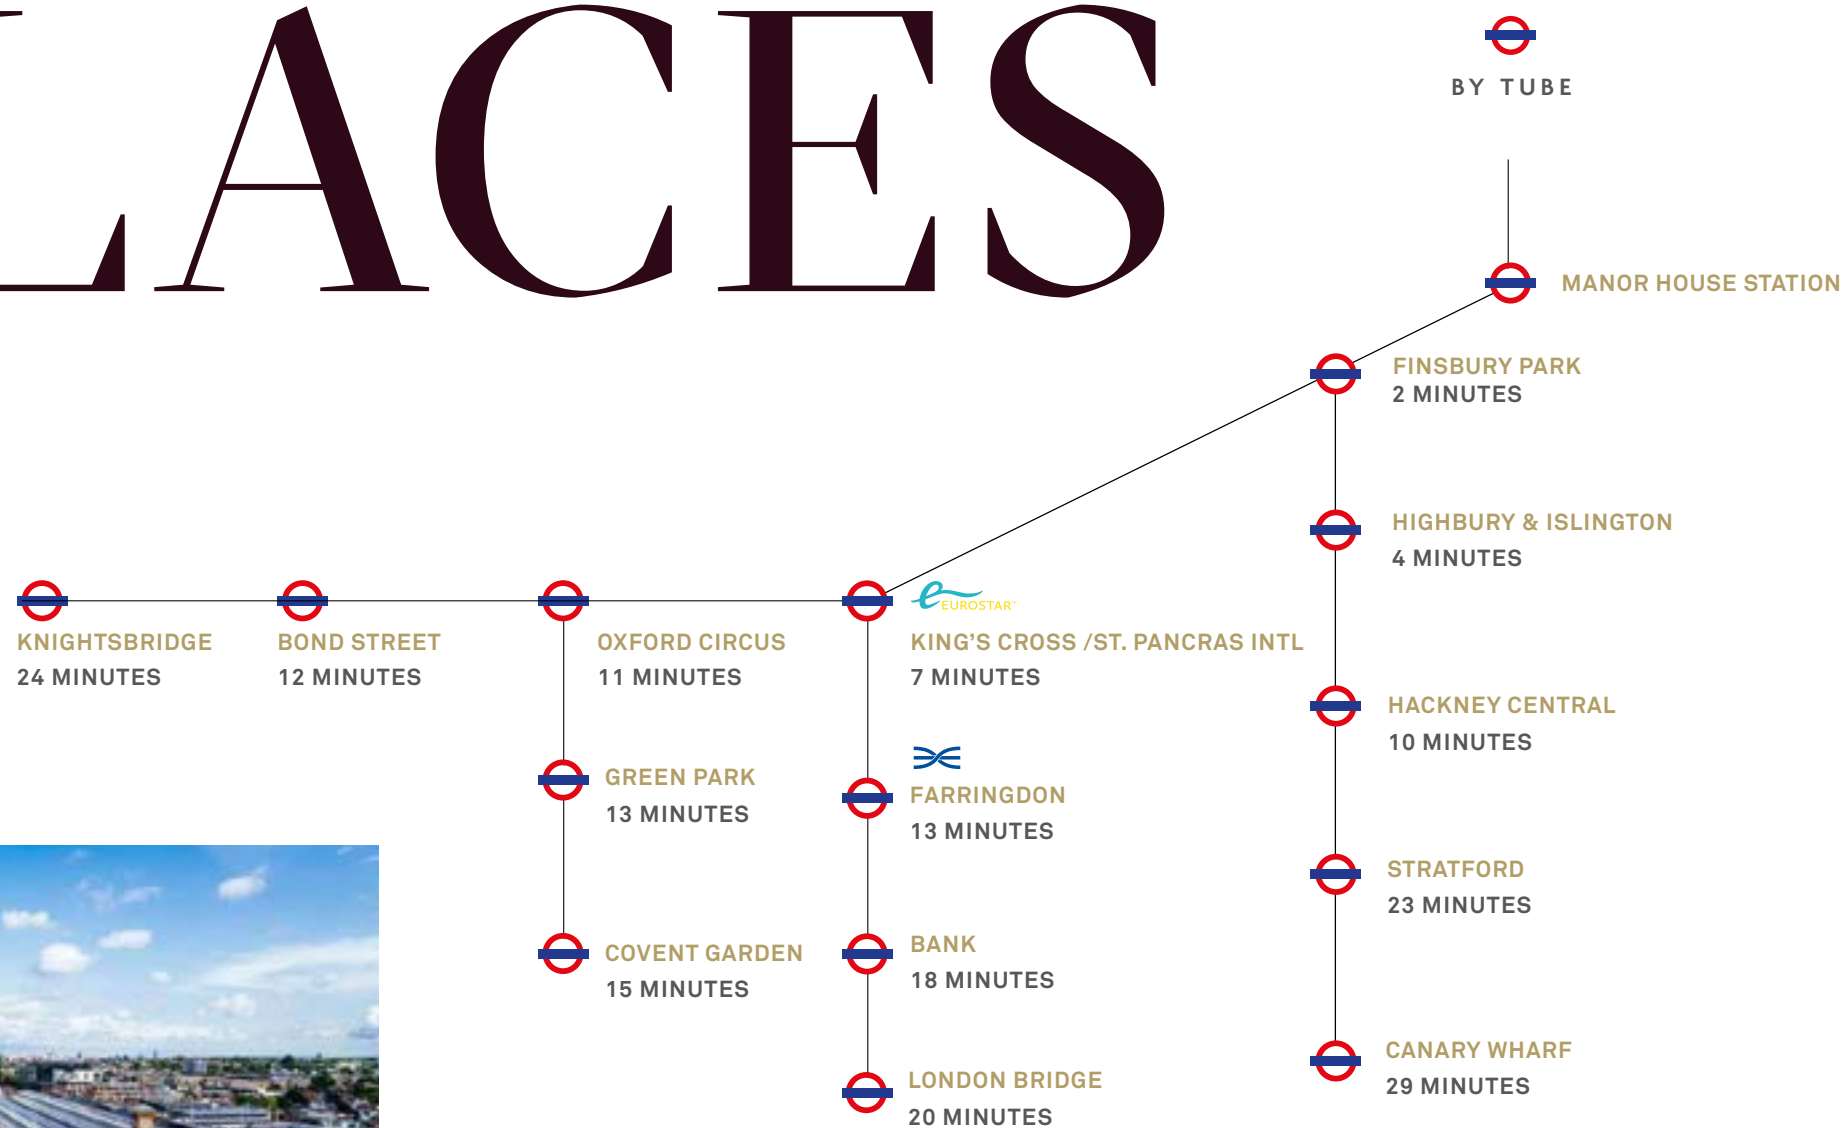 LACES
BY TUBE
MANOR HOUSE STATION
FINSBURY PARK
2 MINUTES
HIGHBURY & ISLINGTON
4 MINUTES
HACKNEY CENTRAL
10 MINUTES
STRATFORD
23 MINUTES
CANARY WHARF
29 MINUTES
e EUROSTAR™
KING’S CROSS /ST. PANCRAS INTL
7 MINUTES
FARRINGDON
13 MINUTES
BANK
18 MINUTES
LONDON BRIDGE
20 MINUTES
OXFORD CIRCUS
11 MINUTES
GREEN PARK
13 MINUTES
COVENT GARDEN
15 MINUTES
BOND STREET
12 MINUTES
KNIGHTSBRIDGE
24 MINUTES